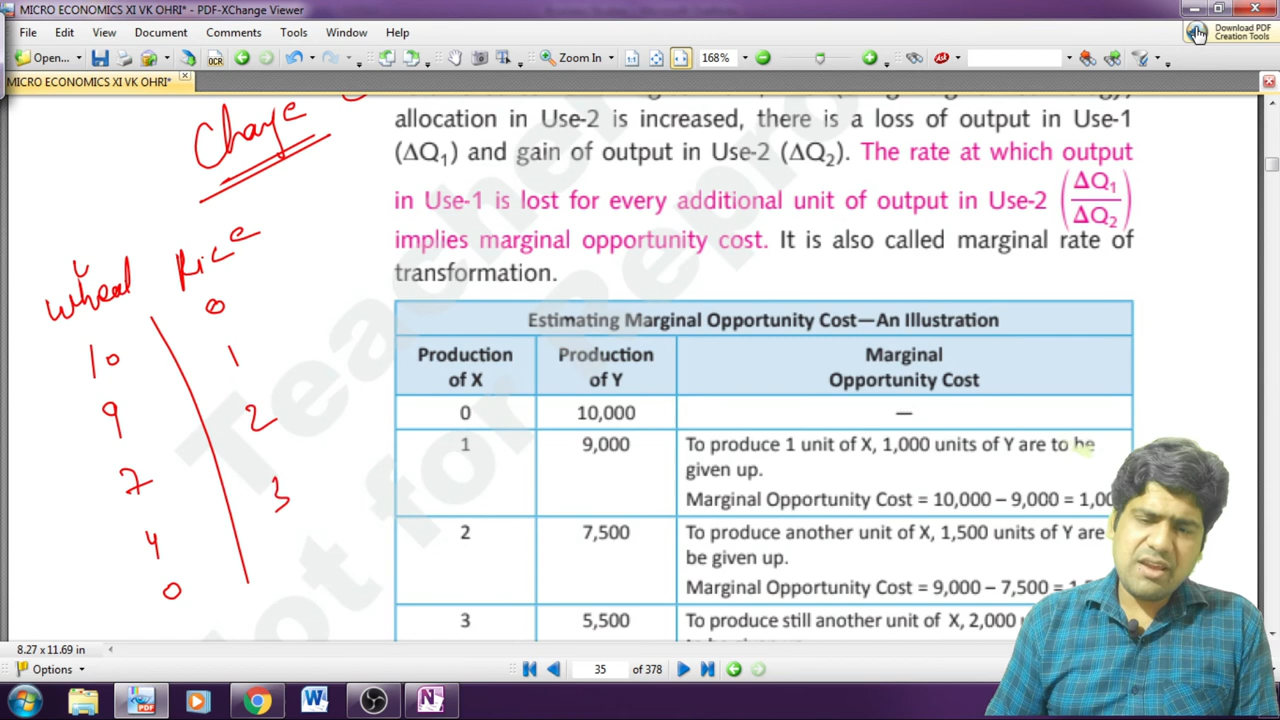 MICRO ECONOMICS XI VK OHRI* - PDF-XChange Viewer
File Edit View Document Comments Tools Window Help
Download PDF
Creation Tools
Open...
OCR
Zoom In
168%
MICRO ECONOMICS XI VK OHRI*
Change
allocation in Use-2 is increased, there is a loss of output in Use-1
(ΔQ₁) and gain of output in Use-2 (ΔQ₂). The rate at which output
in Use-1 is lost for every additional unit of output in Use-2 (ΔQ₁/ΔQ₂)
implies marginal opportunity cost. It is also called marginal rate of
transformation.
Wheat Rice
10 0
9 1
7 2
4 3
0
Estimating Marginal Opportunity Cost—An Illustration
Production of X Production of Y Marginal Opportunity Cost
0 10,000 —
1 9,000 To produce 1 unit of X, 1,000 units of Y are to be
given up.
Marginal Opportunity Cost = 10,000 – 9,000 = 1,00
2 7,500 To produce another unit of X, 1,500 units of Y are
be given up.
Marginal Opportunity Cost = 9,000 – 7,500 =
3 5,500 To produce still another unit of X, 2,000
Teacher
Not for Repro
8.27 x 11.69 in
Options
35 of 378